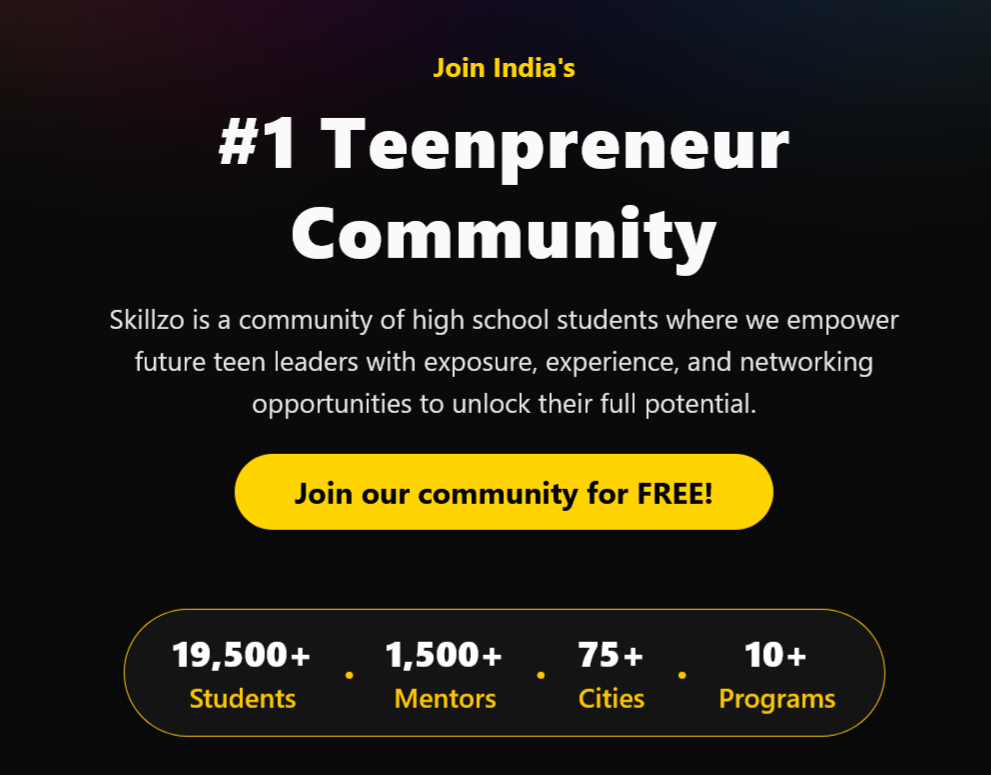 Join India's
#1 Teenpreneur
Community
Skillzo is a community of high school students where we empower
future teen leaders with exposure, experience, and networking
opportunities to unlock their full potential.
Join our community for FREE!
19,500+ • 1,500+ • 75+ • 10+
Students Mentors Cities Programs